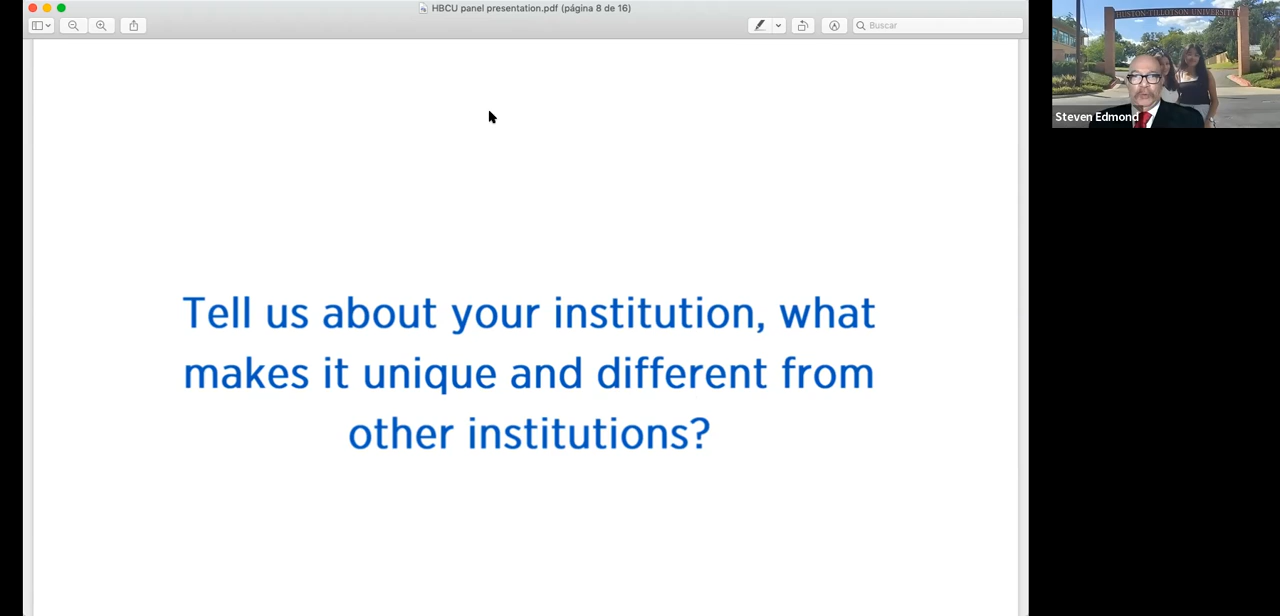 HBCU panel presentation.pdf (página 8 de 16)
Buscar
HUSTON-TILLOTSON UNIVERSITY
Steven Edmond
Tell us about your institution, what
makes it unique and different from
other institutions?